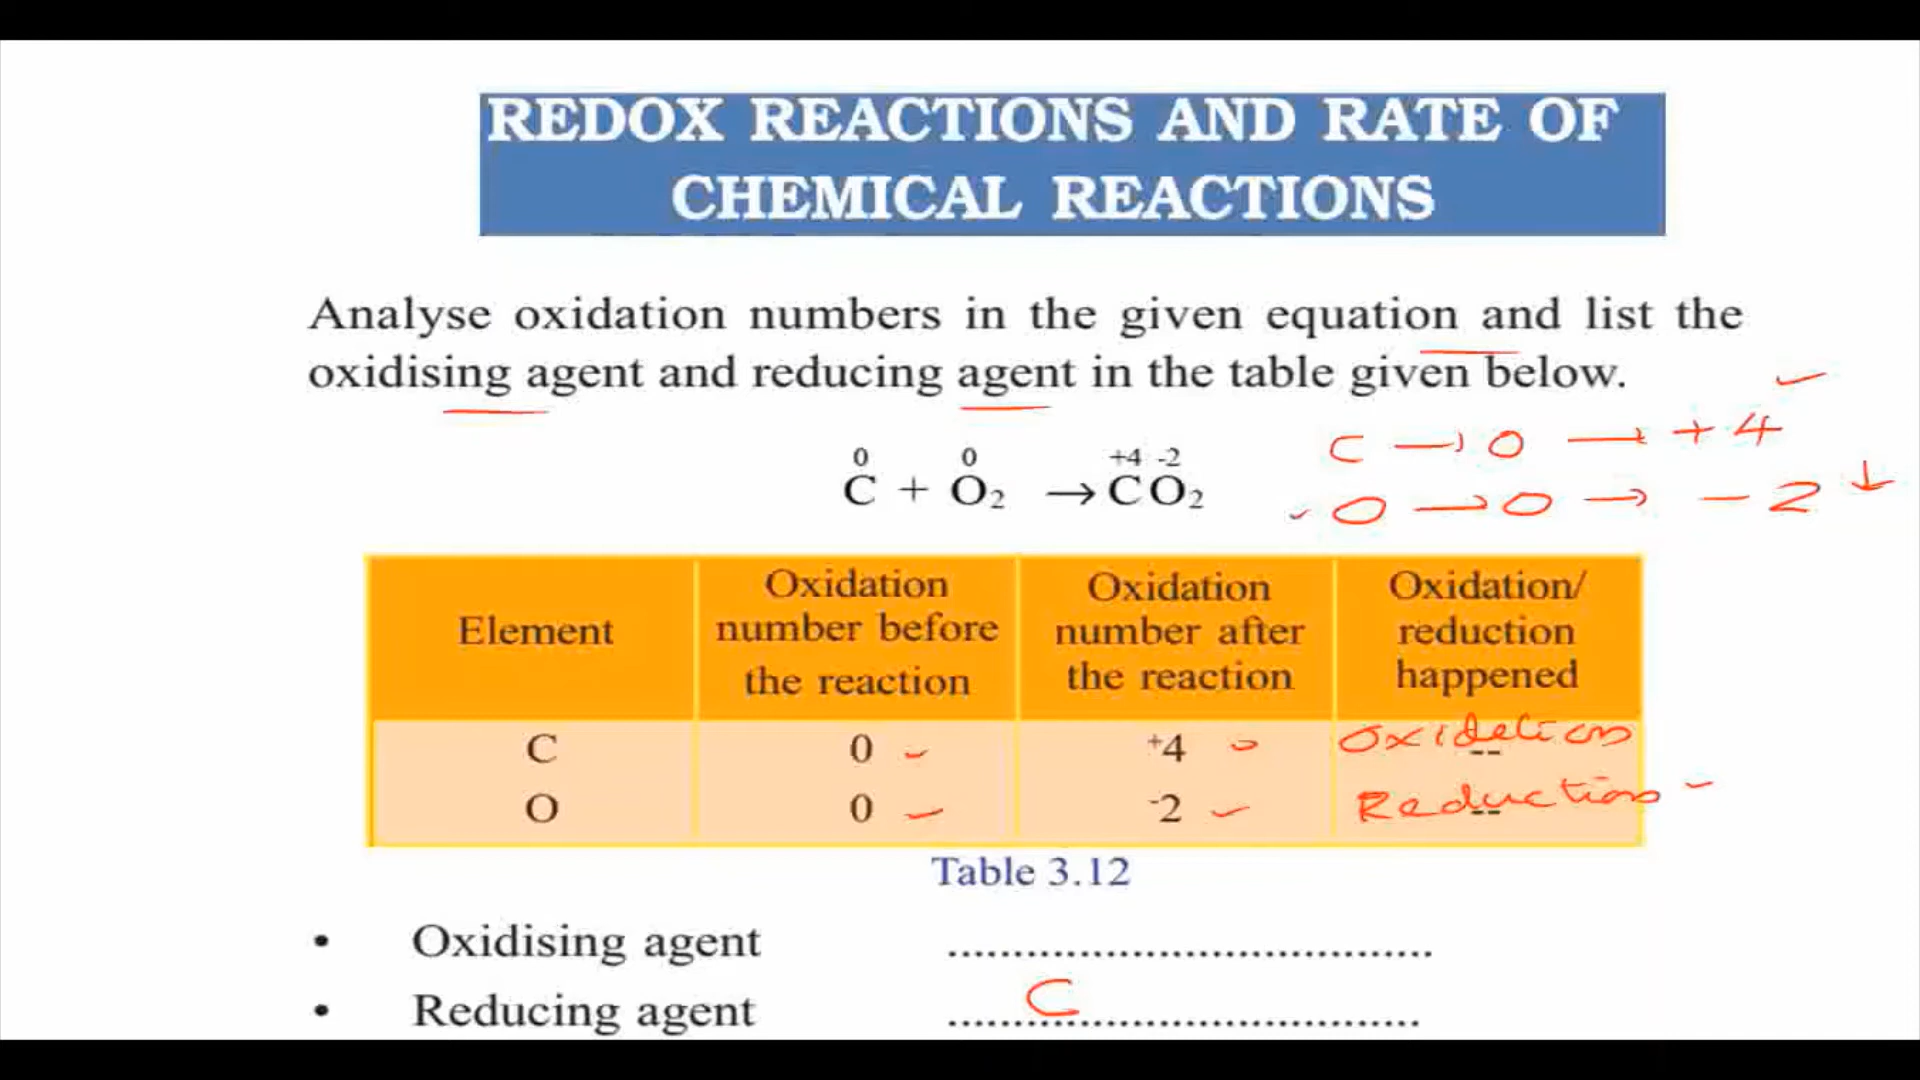 REDOX REACTIONS AND RATE OF
CHEMICAL REACTIONS
Analyse oxidation numbers in the given equation and list the
oxidising agent and reducing agent in the table given below.
0 0 +4 -2
C + O₂ → CO₂
C → 0 → +4
O → 0 → -2 ↓
Element
Oxidation
number before
the reaction
Oxidation
number after
the reaction
Oxidation/
reduction
happened
C 0 +4 -- Oxidation
O 0 -2 -- Reduction
Table 3.12
• Oxidising agent ....................................
• Reducing agent .................................... C